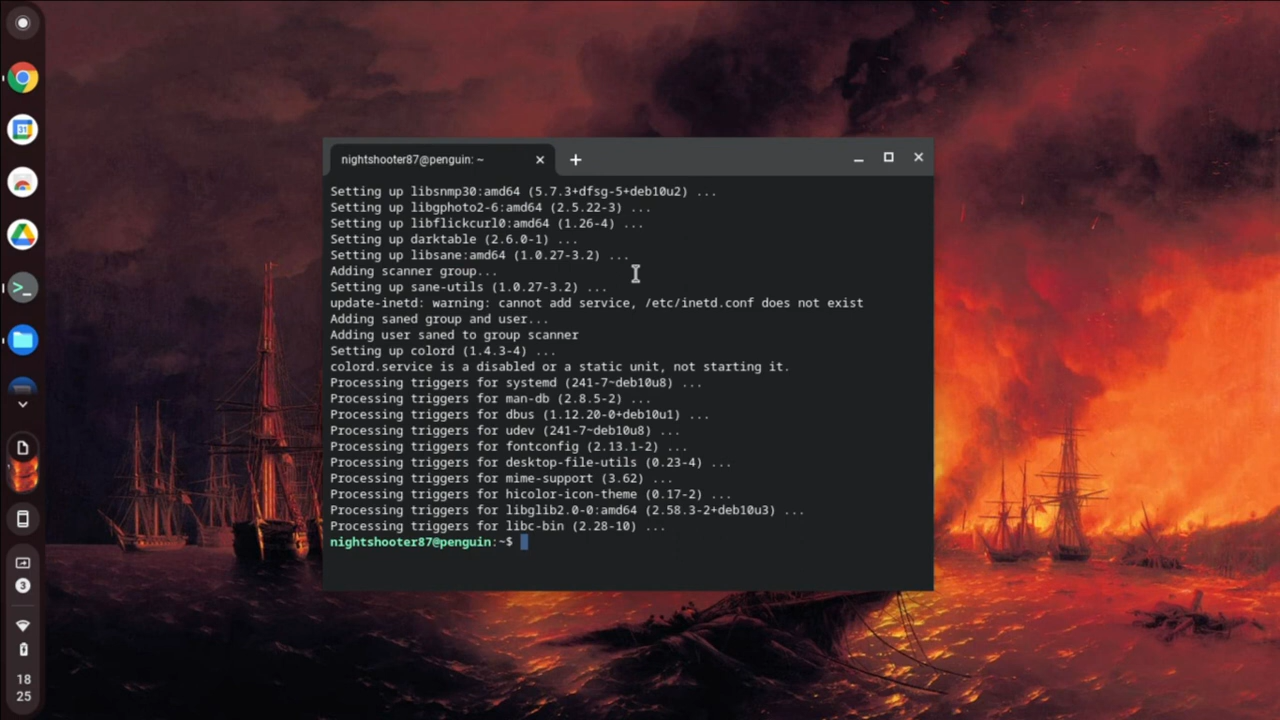 nightshooter87@penguin: ~
Setting up libsnmp30:amd64 (5.7.3+dfsg-5+deb10u2) ...
Setting up libgphoto2-6:amd64 (2.5.22-3) ...
Setting up libflickcurl0:amd64 (1.26-4) ...
Setting up darktable (2.6.0-1) ...
Setting up libsane:amd64 (1.0.27-3.2) ...
Adding scanner group...
Setting up sane-utils (1.0.27-3.2) ...
update-inetd: warning: cannot add service, /etc/inetd.conf does not exist
Adding saned group and user...
Adding user saned to group scanner
Setting up colord (1.4.3-4) ...
colord.service is a disabled or a static unit, not starting it.
Processing triggers for systemd (241-7~deb10u8) ...
Processing triggers for man-db (2.8.5-2) ...
Processing triggers for dbus (1.12.20-0+deb10u1) ...
Processing triggers for udev (241-7~deb10u8) ...
Processing triggers for fontconfig (2.13.1-2) ...
Processing triggers for desktop-file-utils (0.23-4) ...
Processing triggers for mime-support (3.62) ...
Processing triggers for hicolor-icon-theme (0.17-2) ...
Processing triggers for libglib2.0-0:amd64 (2.58.3-2+deb10u3) ...
Processing triggers for libc-bin (2.28-10) ...
nightshooter87@penguin:~$
31
3
18
25